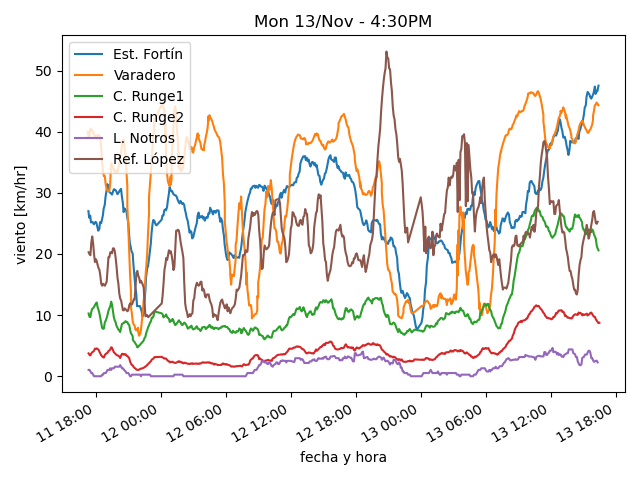 Mon 13/Nov - 4:30PM
viento [km/hr]
50
40
30
20
10
0
Est. Fortín
Varadero
C. Runge1
C. Runge2
L. Notros
Ref. López
11 18:00
12 00:00
12 06:00
12 12:00
12 18:00
13 00:00
13 06:00
13 12:00
13 18:00
fecha y hora